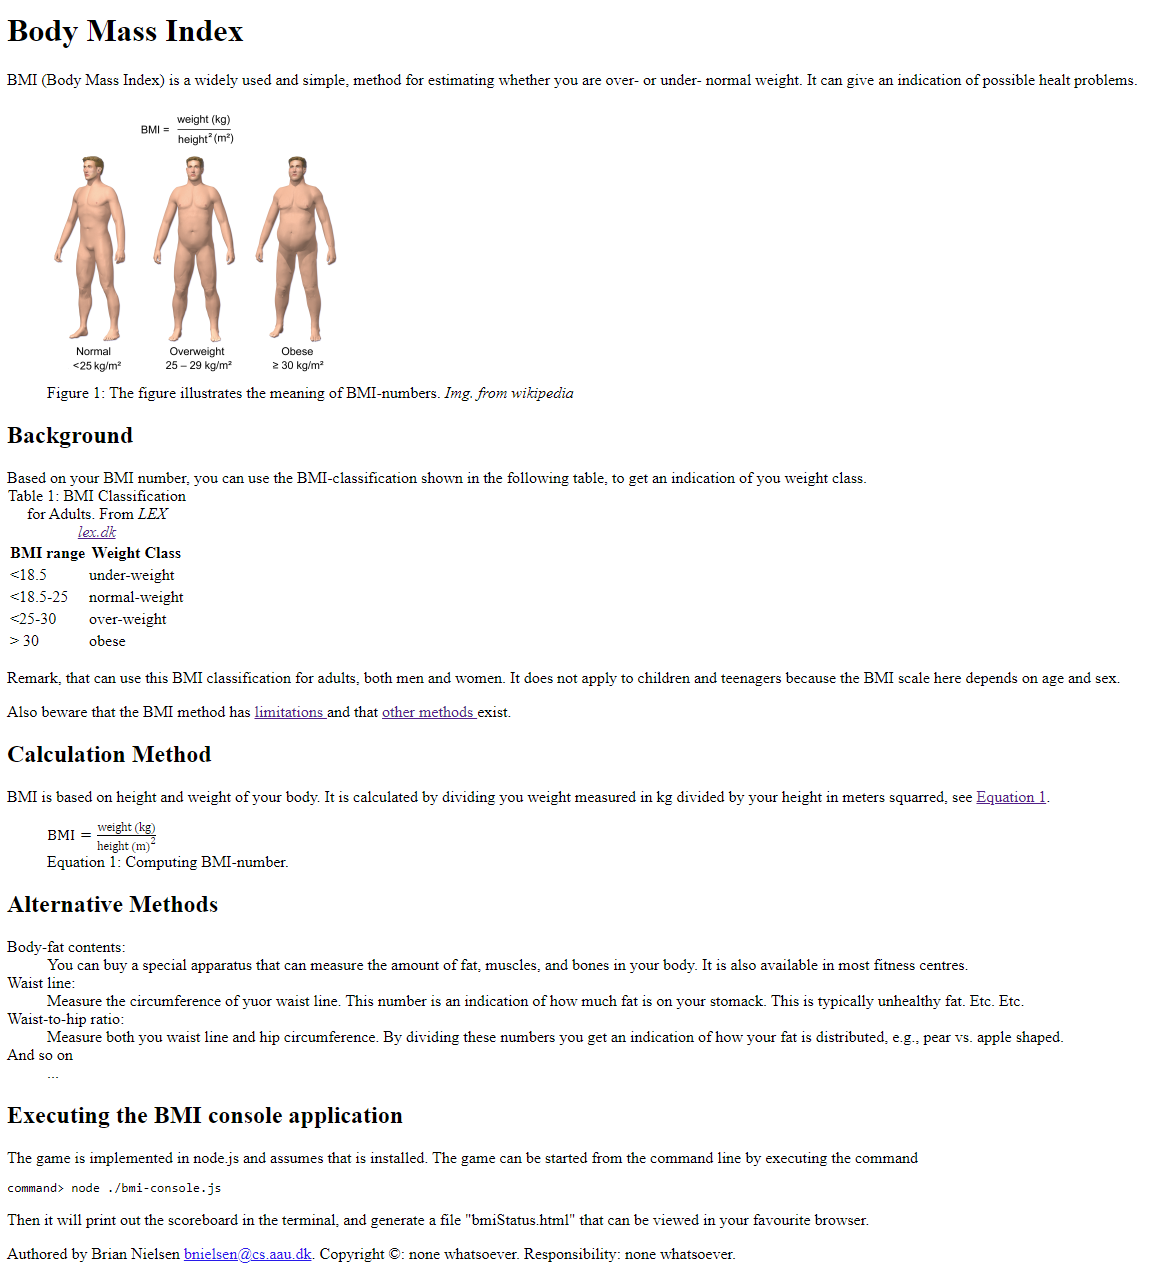 Body Mass Index
BMI (Body Mass Index) is a widely used and simple, method for estimating whether you are over- or under- normal weight. It can give an indication of possible healt problems.
BMI = weight (kg)
height² (m²)
Normal
<25 kg/m²
Overweight
25 – 29 kg/m²
Obese
≥ 30 kg/m²
Figure 1: The figure illustrates the meaning of BMI-numbers. Img. from wikipedia
Background
Based on your BMI number, you can use the BMI-classification shown in the following table, to get an indication of you weight class.
Table 1: BMI Classification
for Adults. From LEX
lex.dk
BMI range Weight Class
<18.5 under-weight
<18.5-25 normal-weight
<25-30 over-weight
> 30 obese
Remark, that can use this BMI classification for adults, both men and women. It does not apply to children and teenagers because the BMI scale here depends on age and sex.
Also beware that the BMI method has limitations and that other methods exist.
Calculation Method
BMI is based on height and weight of your body. It is calculated by dividing you weight measured in kg divided by your height in meters squarred, see Equation 1.
BMI = weight (kg)
height (m)²
Equation 1: Computing BMI-number.
Alternative Methods
Body-fat contents:
You can buy a special apparatus that can measure the amount of fat, muscles, and bones in your body. It is also available in most fitness centres.
Waist line:
Measure the circumference of yuor waist line. This number is an indication of how much fat is on your stomack. This is typically unhealthy fat. Etc. Etc.
Waist-to-hip ratio:
Measure both you waist line and hip circumference. By dividing these numbers you get an indication of how your fat is distributed, e.g., pear vs. apple shaped.
And so on
...
Executing the BMI console application
The game is implemented in node.js and assumes that is installed. The game can be started from the command line by executing the command
command> node ./bmi-console.js
Then it will print out the scoreboard in the terminal, and generate a file "bmiStatus.html" that can be viewed in your favourite browser.
Authored by Brian Nielsen bnielsen@cs.aau.dk. Copyright ©: none whatsoever. Responsibility: none whatsoever.